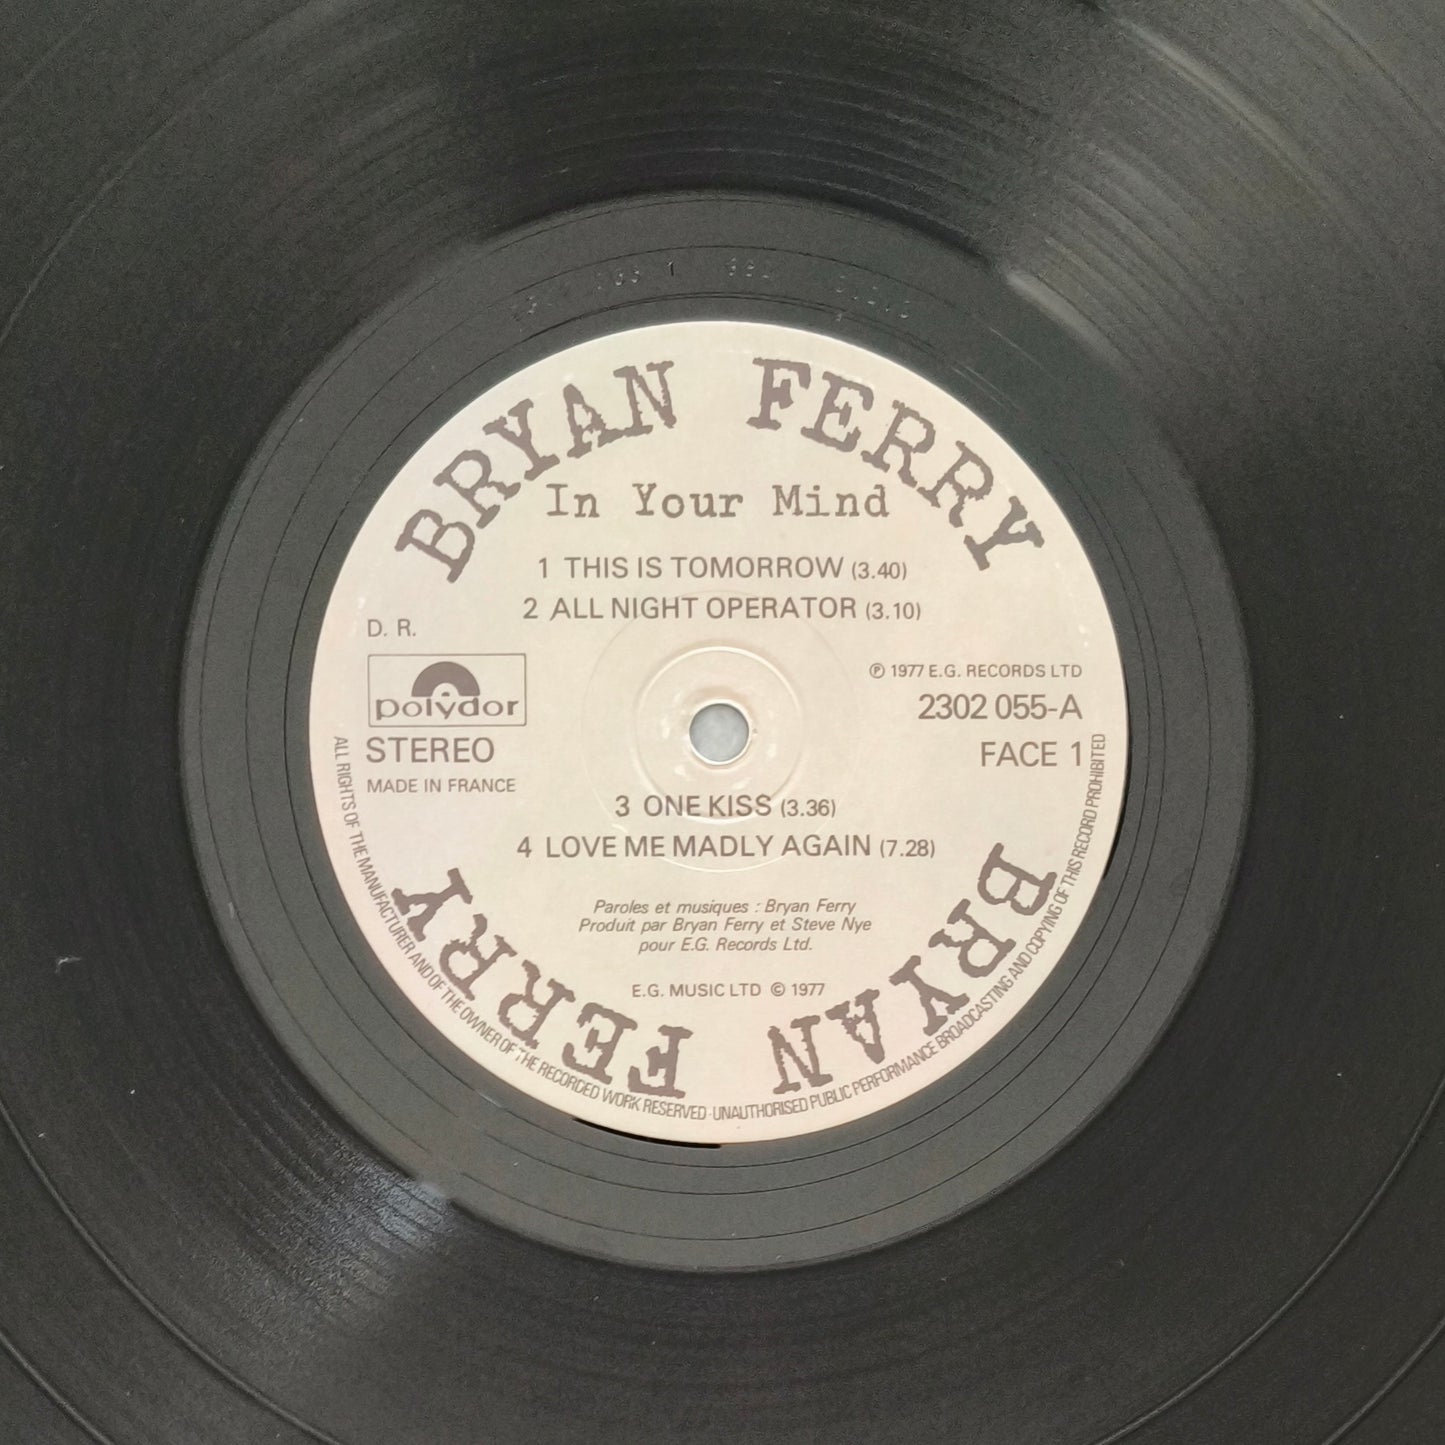 BRYAN FERRY
In Your Mind
1 THIS IS TOMORROW (3.40)
2 ALL NIGHT OPERATOR (3.10)
D. R.
polydor
STEREO
MADE IN FRANCE
℗ 1977 E.G. RECORDS LTD
2302 055-A
FACE 1
3 ONE KISS (3.36)
4 LOVE ME MADLY AGAIN (7.28)
Paroles et musiques : Bryan Ferry
Produit par Bryan Ferry et Steve Nye
pour E.G. Records Ltd.
E.G. MUSIC LTD © 1977
BRYAN FERRY
ALL RIGHTS OF THE MANUFACTURER AND OF THE OWNER OF THE RECORDED WORK RESERVED · UNAUTHORISED PUBLIC PERFORMANCE BROADCASTING AND COPYING OF THIS RECORD PROHIBITED